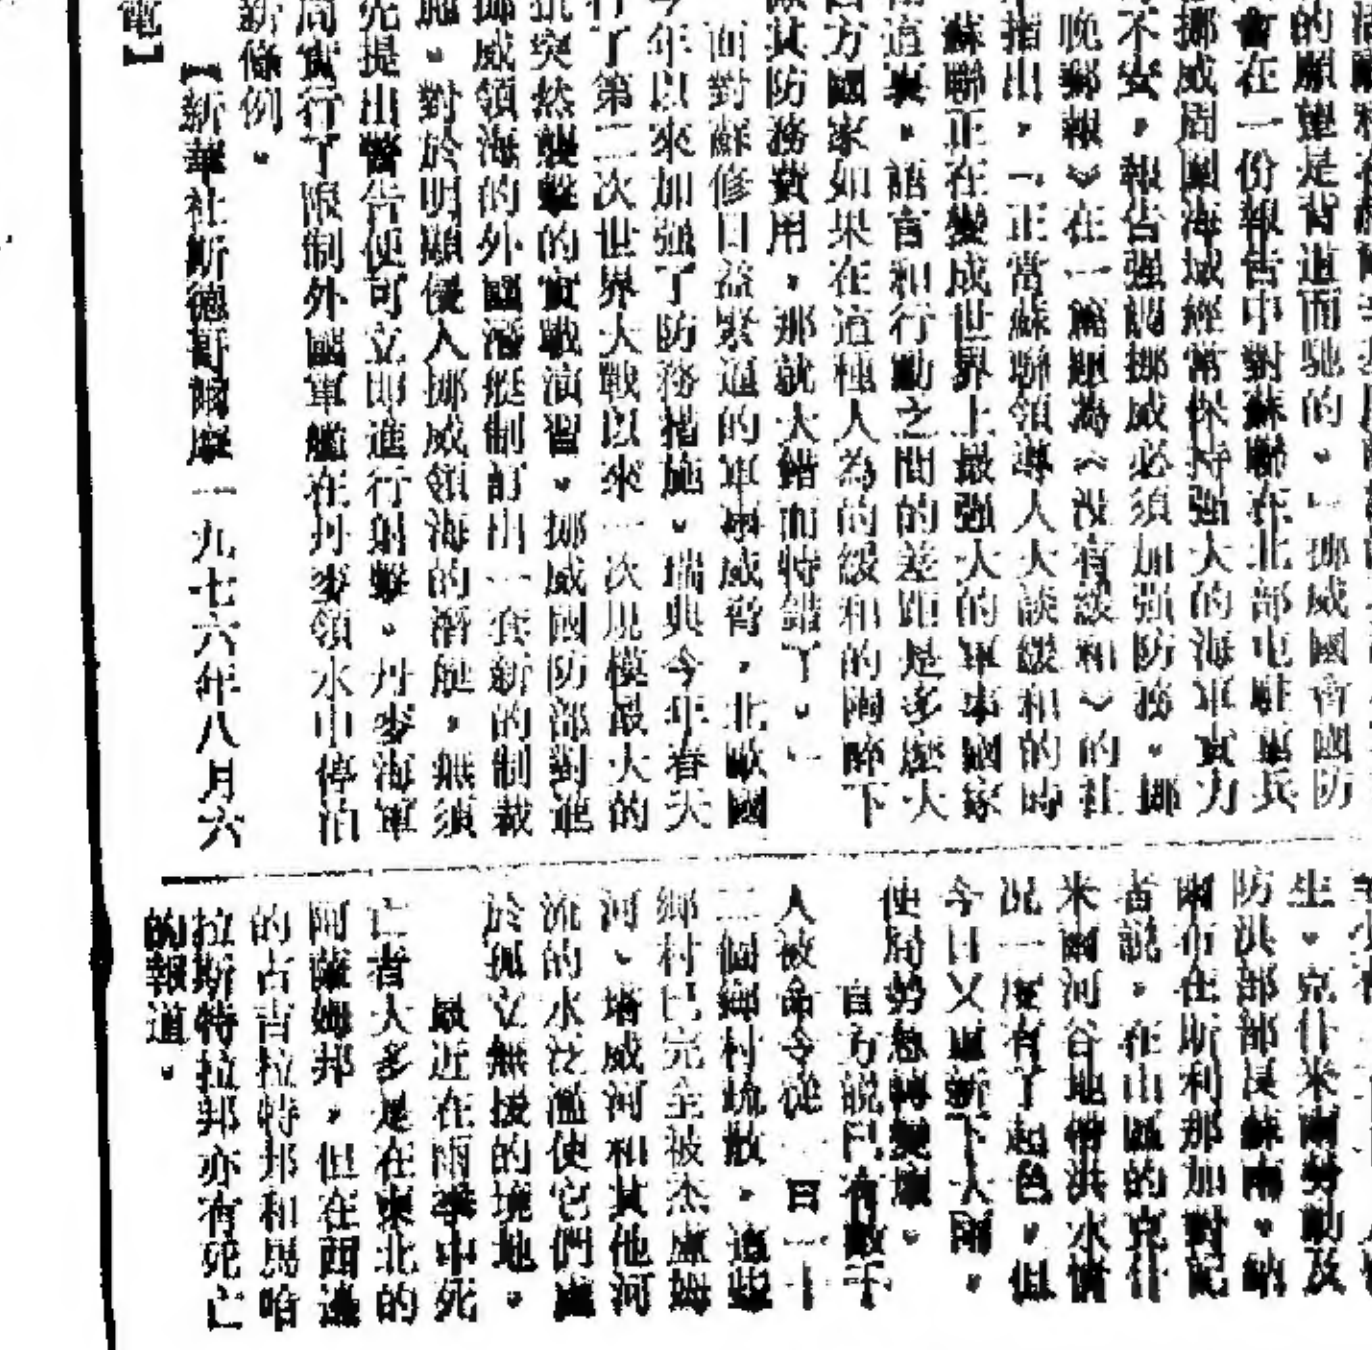 的願望是背道而馳的。」挪威國會國防
會在一份報告中對蘇聯在北部屯駐重兵
挪威周圍海域經常保持强大的海軍實力
不安。報告强調挪威必須加强防務。挪
晚郵報》在一篇題為《沒有緩和》的社
指出,「正當蘇聯領導人大談緩和的時
蘇聯正在變成世界上最强大的軍事國家
這裏,語言和行動之間的差距是多麽大
方國家如果在這種人為的緩和的陶醉下
其防務費用,那就大錯而特錯了。」
面對蘇修日益緊逼的軍事威脅,北歐國
今年以來加强了防務措施。瑞典今年春天
行了第二次世界大戰以來一次規模最大的
突然襲擊的實戰演習。挪威國防部對進
挪威領海的外國潛艇制訂出一套新的制裁
施。對於明顯侵入挪威領海的潛艇,無須
先提出警告便可立即進行射擊。丹麥海軍
局實行了限制外國軍艦在丹麥領水中停泊
新條例。
【新華社斯德哥爾摩一九七六年八月六
電】
生。克什米爾勞動及
防洪部部長蘇爾。納
爾布在斯利那加對記
者說,在山區的克什
米爾河谷地帶洪水情
况一度有了起色,但
今日又重新下大雨,
使局勢急轉變壞。
官方說已有數千
人被命令從一百一十
二個鄉村疏散,這些
鄉村已完全被杰盧姆
河、塔威河和其他河
流的水泛濫使它們處
於孤立無援的境地。
最近在雨季中死
亡者大多是在東北的
阿薩姆邦,但在西邊
的古吉拉特邦和馬哈
拉斯特拉邦亦有死亡
的報道。